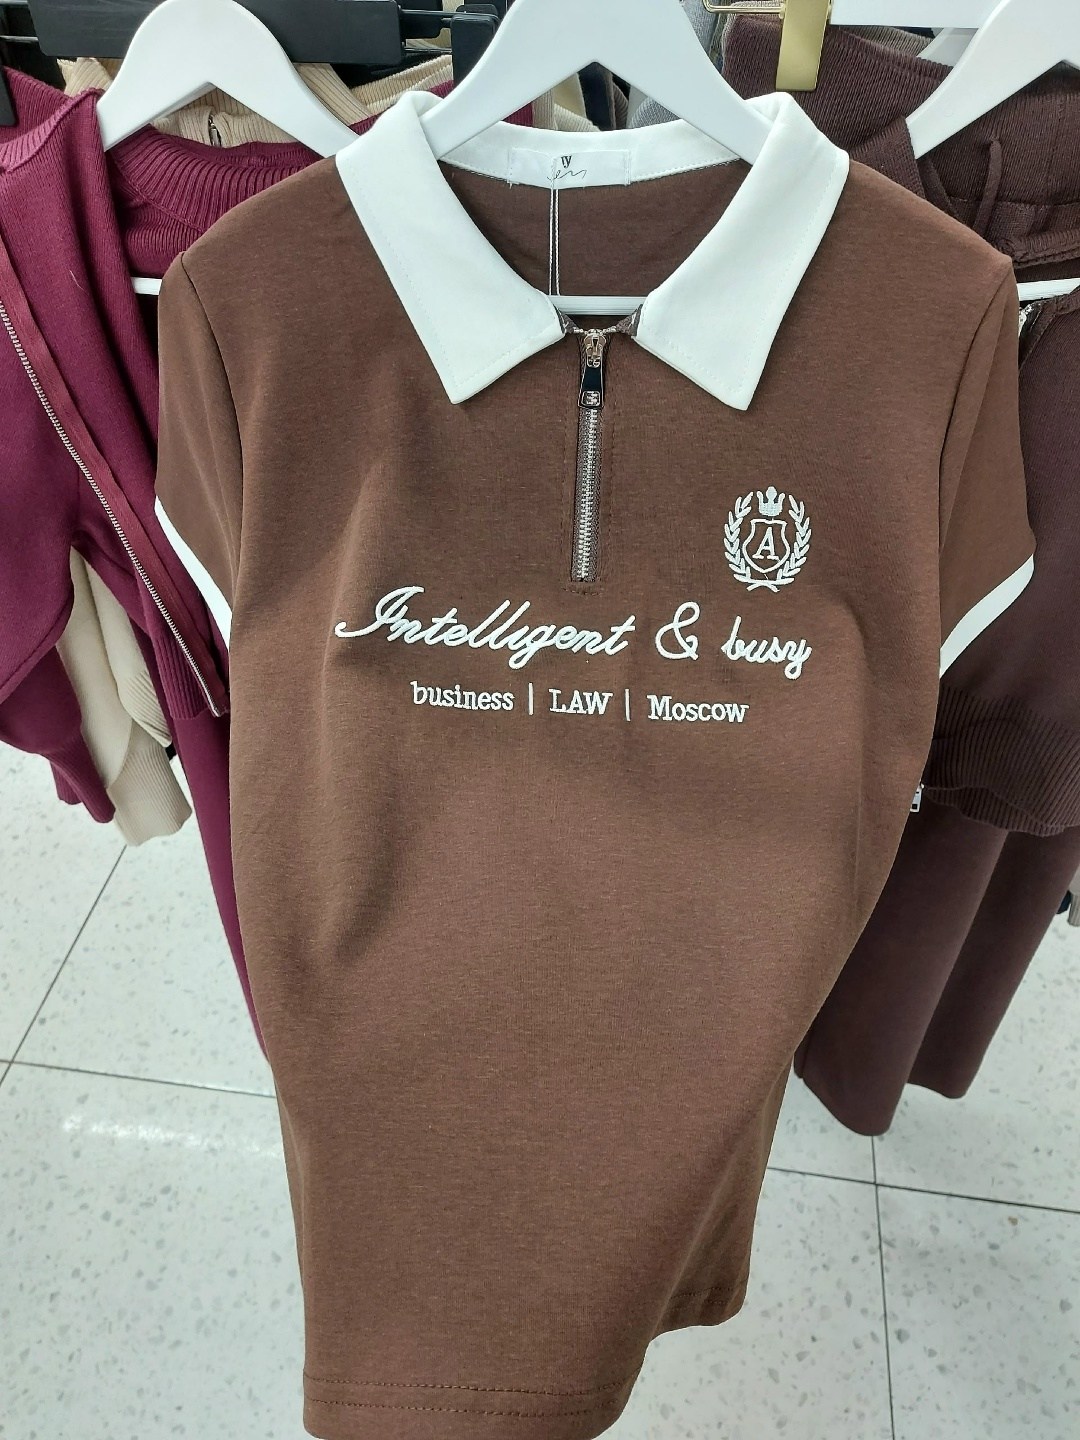 A
Intelligent & busy
business | LAW | Moscow